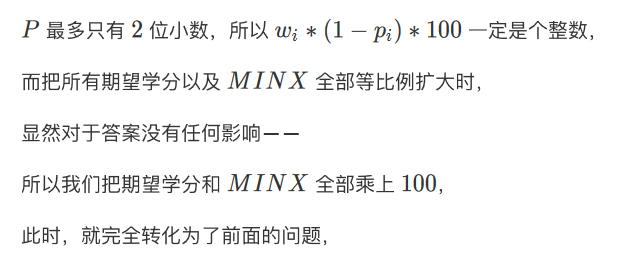 P 最多只有 2 位小数，所以 w_i * (1 − p_i) * 100 一定是个整数，
而把所有期望学分以及 MINX 全部等比例扩大时，
显然对于答案没有任何影响——
所以我们把期望学分和 MINX 全部乘上 100，
此时，就完全转化为了前面的问题，